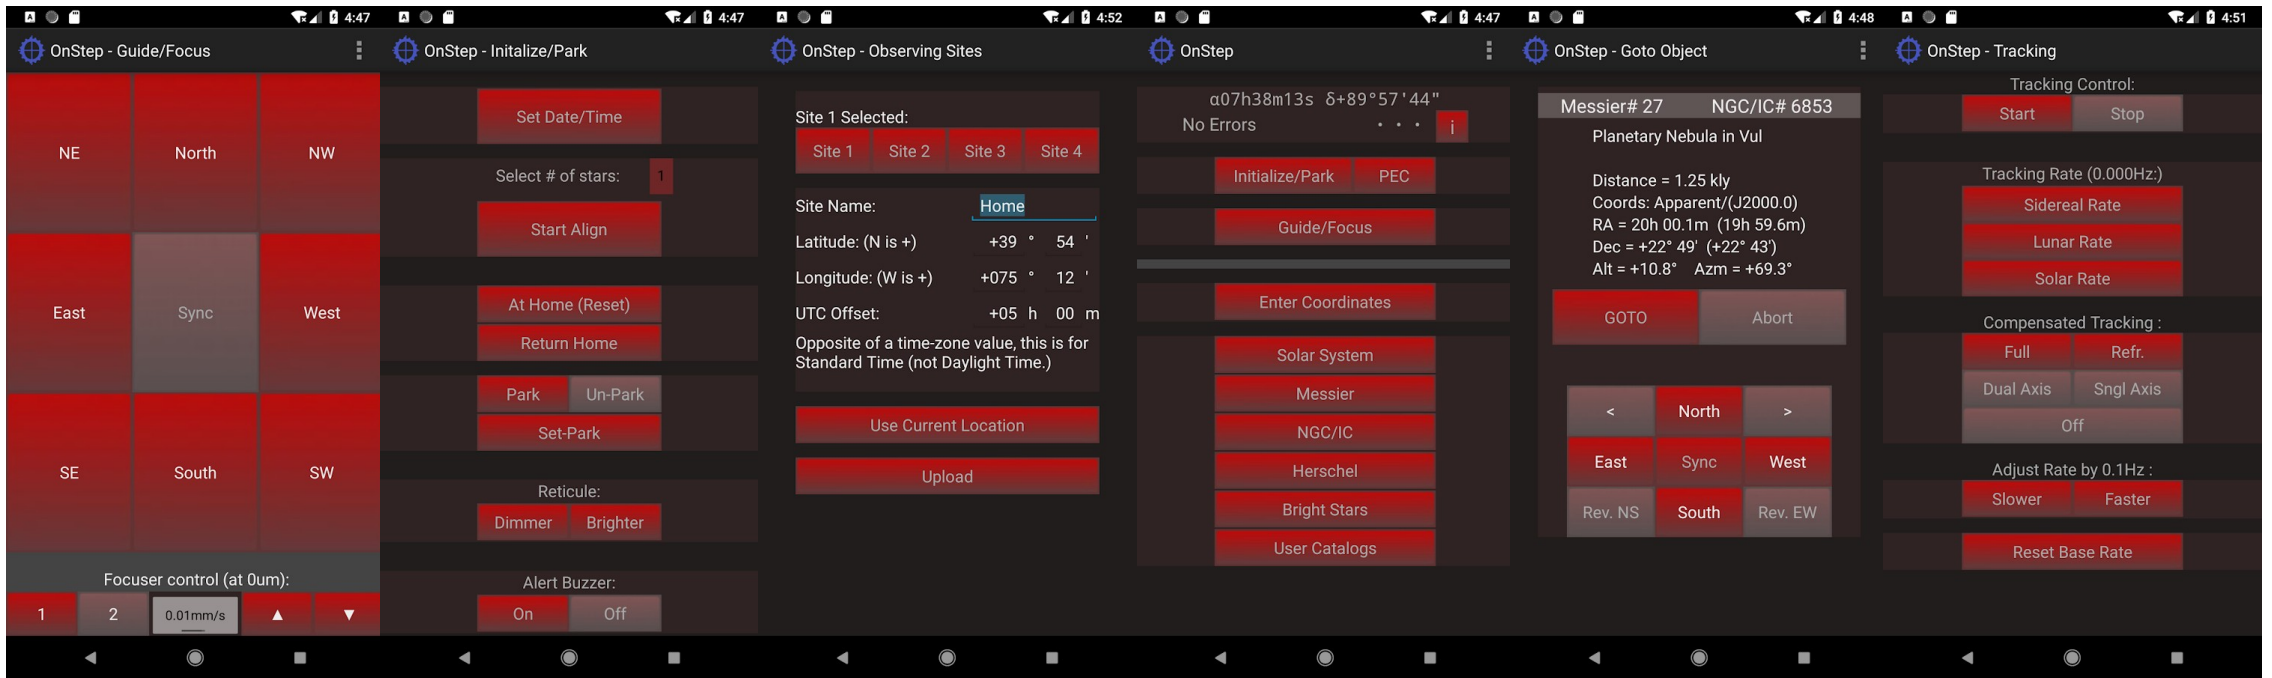 4:47
OnStep - Guide/Focus
NE North NW
East Sync West
SE South SW
Focuser control (at 0um):
1 2 0.01mm/s ▲ ▼
4:47
OnStep - Initalize/Park
Set Date/Time
Select # of stars: 1
Start Align
At Home (Reset)
Return Home
Park Un-Park
Set-Park
Reticule:
Dimmer Brighter
Alert Buzzer:
On Off
4:52
OnStep - Observing Sites
Site 1 Selected:
Site 1 Site 2 Site 3 Site 4
Site Name: Home
Latitude: (N is +) +39 ° 54 '
Longitude: (W is +) +075 ° 12 '
UTC Offset: +05 h 00 m
Opposite of a time-zone value, this is for
Standard Time (not Daylight Time.)
Use Current Location
Upload
4:47
OnStep
α07h38m13s δ+89°57'44"
No Errors · · · i
Initialize/Park PEC
Guide/Focus
Enter Coordinates
Solar System
Messier
NGC/IC
Herschel
Bright Stars
User Catalogs
4:48
OnStep - Goto Object
Messier# 27 NGC/IC# 6853
Planetary Nebula in Vul
Distance = 1.25 kly
Coords: Apparent/(J2000.0)
RA = 20h 00.1m (19h 59.6m)
Dec = +22° 49' (+22° 43')
Alt = +10.8° Azm = +69.3°
GOTO Abort
< North >
East Sync West
Rev. NS South Rev. EW
4:51
OnStep - Tracking
Tracking Control:
Start Stop
Tracking Rate (0.000Hz:)
Sidereal Rate
Lunar Rate
Solar Rate
Compensated Tracking :
Full Refr.
Dual Axis Sngl Axis
Off
Adjust Rate by 0.1Hz :
Slower Faster
Reset Base Rate